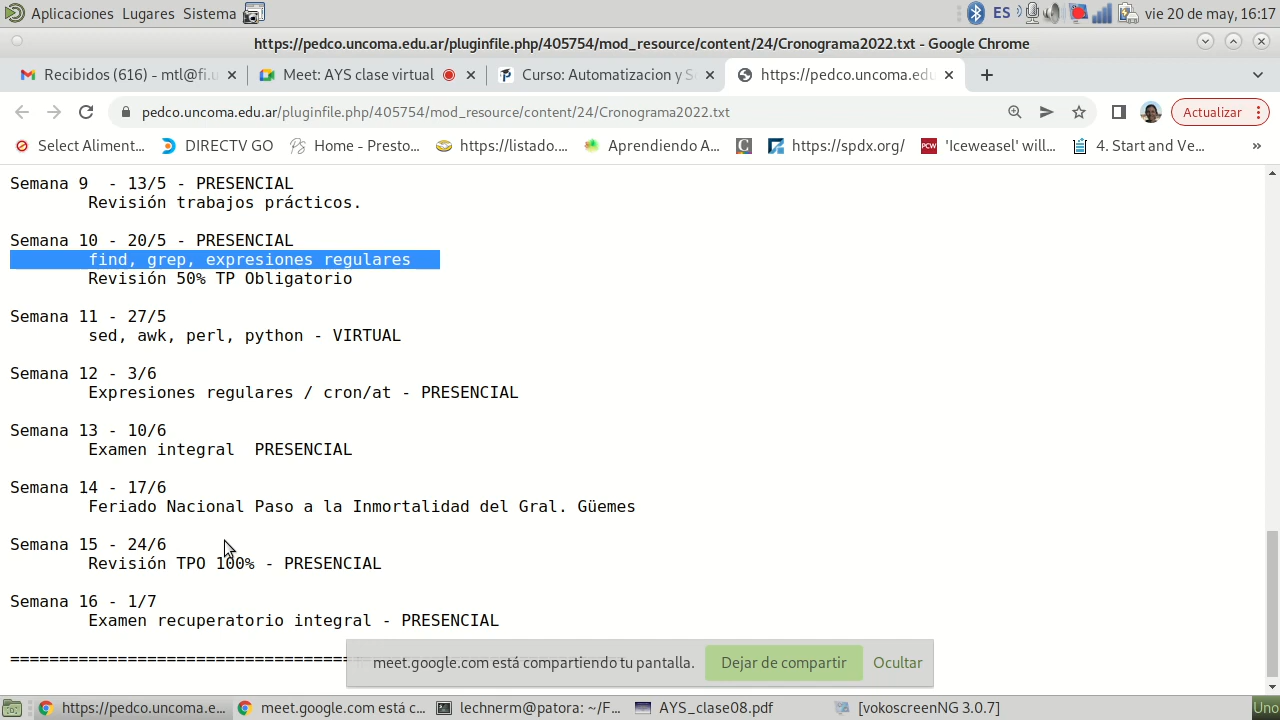 Aplicaciones Lugares Sistema ES vie 20 de may, 16:17
https://pedco.uncoma.edu.ar/pluginfile.php/405754/mod_resource/content/24/Cronograma2022.txt - Google Chrome
Recibidos (616) - mtl@fi.u Meet: AYS clase virtual Curso: Automatizacion y S https://pedco.uncoma.edu
pedco.uncoma.edu.ar/pluginfile.php/405754/mod_resource/content/24/Cronograma2022.txt Actualizar
Select Aliment... DIRECTV GO Home - Presto... https://listado.... Aprendiendo A... C https://spdx.org/ PCW 'Iceweasel' will... 4. Start and Ve... »
Semana 9 - 13/5 - PRESENCIAL
Revisión trabajos prácticos.
Semana 10 - 20/5 - PRESENCIAL
find, grep, expresiones regulares
Revisión 50% TP Obligatorio
Semana 11 - 27/5
sed, awk, perl, python - VIRTUAL
Semana 12 - 3/6
Expresiones regulares / cron/at - PRESENCIAL
Semana 13 - 10/6
Examen integral PRESENCIAL
Semana 14 - 17/6
Feriado Nacional Paso a la Inmortalidad del Gral. Güemes
Semana 15 - 24/6
Revisión TPO 100% - PRESENCIAL
Semana 16 - 1/7
Examen recuperatorio integral - PRESENCIAL
===================================
meet.google.com está compartiendo tu pantalla. Dejar de compartir Ocultar
https://pedco.uncoma.e... meet.google.com está c... lechnerm@patora: ~/F... AYS_clase08.pdf [vokoscreenNG 3.0.7] Uno